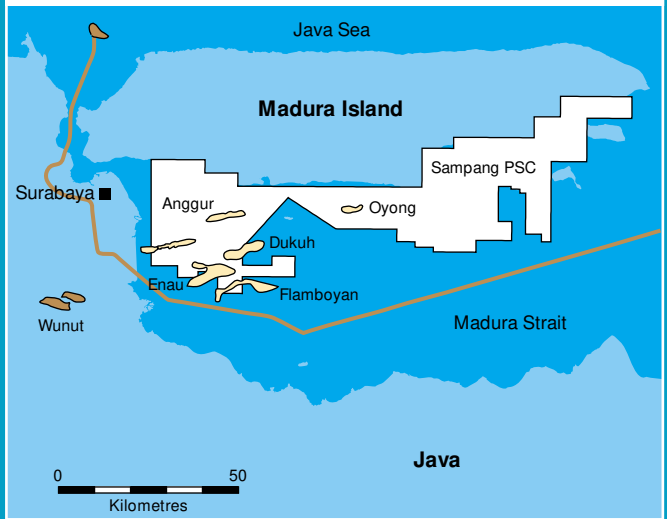 Java Sea
Madura Island
Sampang PSC
Surabaya
Anggur
Oyong
Dukuh
Enau
Flamboyan
Wunut
Madura Strait
Java
0 50
Kilometres